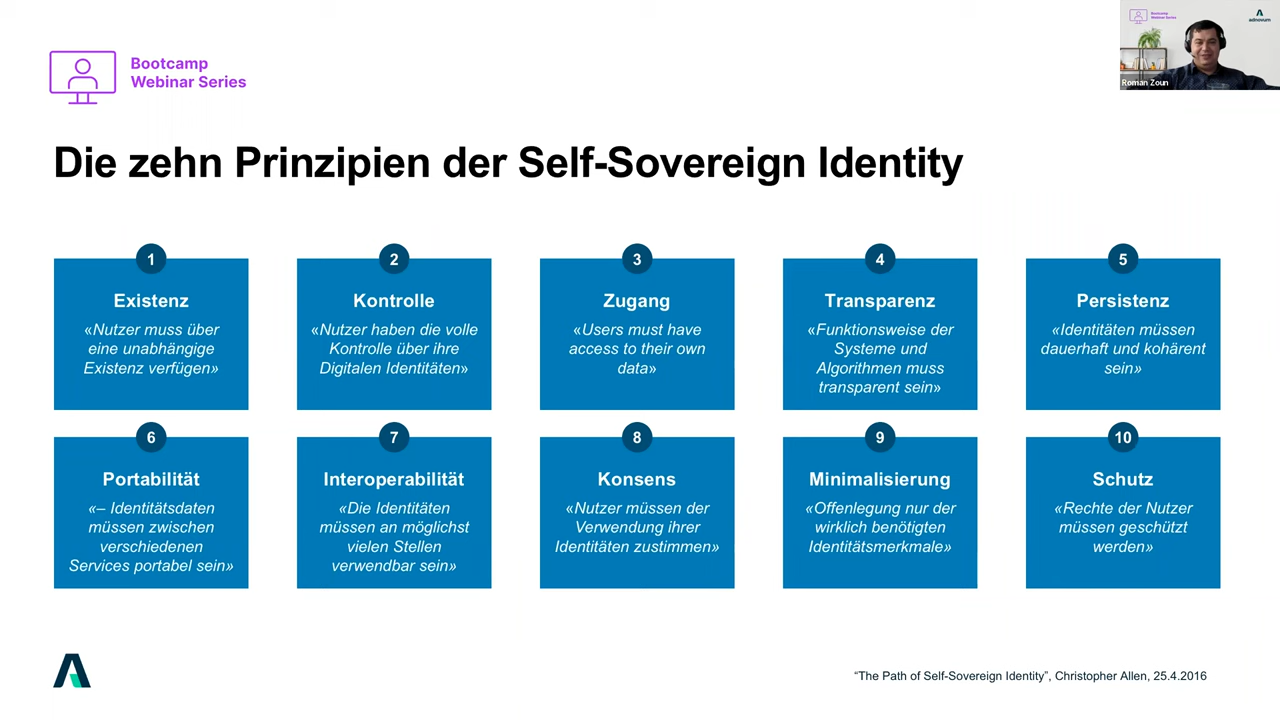 Bootcamp
Webinar Series
Bootcamp
Webinar Series
adnovum
Roman Zoun
Die zehn Prinzipien der Self-Sovereign Identity
1
Existenz
«Nutzer muss über
eine unabhängige
Existenz verfügen»
2
Kontrolle
«Nutzer haben die volle
Kontrolle über ihre
Digitalen Identitäten»
3
Zugang
«Users must have
access to their own
data»
4
Transparenz
«Funktionsweise der
Systeme und
Algorithmen muss
transparent sein»
5
Persistenz
«Identitäten müssen
dauerhaft und kohärent
sein»
6
Portabilität
«– Identitätsdaten
müssen zwischen
verschiedenen
Services portabel sein»
7
Interoperabilität
«Die Identitäten
müssen an möglichst
vielen Stellen
verwendbar sein»
8
Konsens
«Nutzer müssen der
Verwendung ihrer
Identitäten zustimmen»
9
Minimalisierung
«Offenlegung nur der
wirklich benötigten
Identitätsmerkmale»
10
Schutz
«Rechte der Nutzer
müssen geschützt
werden»
“The Path of Self-Sovereign Identity”, Christopher Allen, 25.4.2016